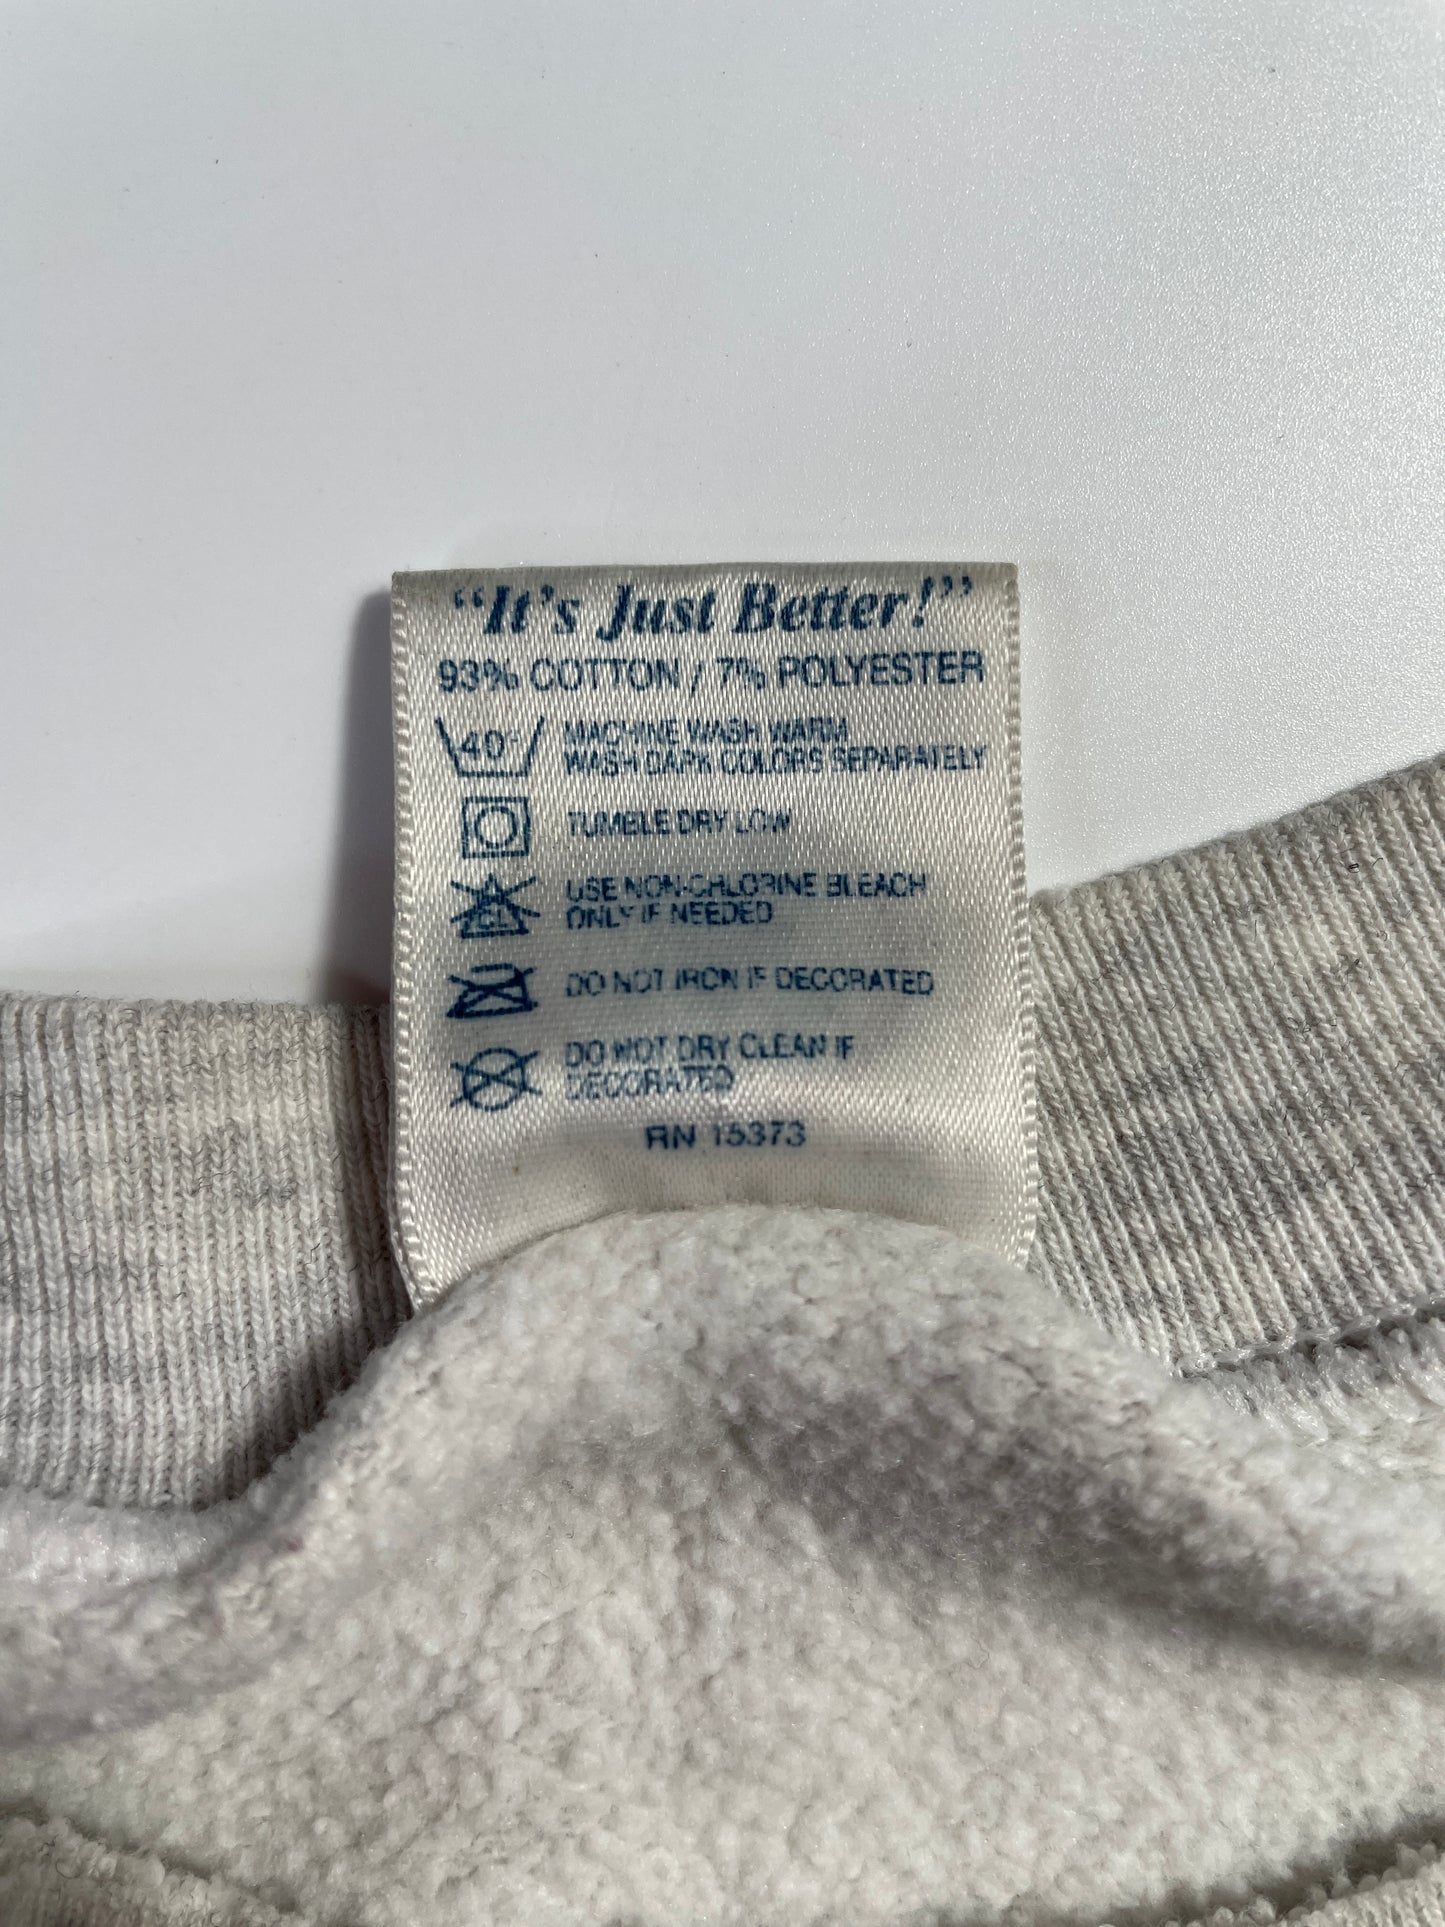 “It's Just Better!”
93% COTTON / 7% POLYESTER
40° MACHINE WASH WARM
WASH DARK COLORS SEPARATELY
TUMBLE DRY LOW
CL USE NON-CHLORINE BLEACH
ONLY IF NEEDED
DO NOT IRON IF DECORATED
DO NOT DRY CLEAN IF
DECORATED
RN 15373